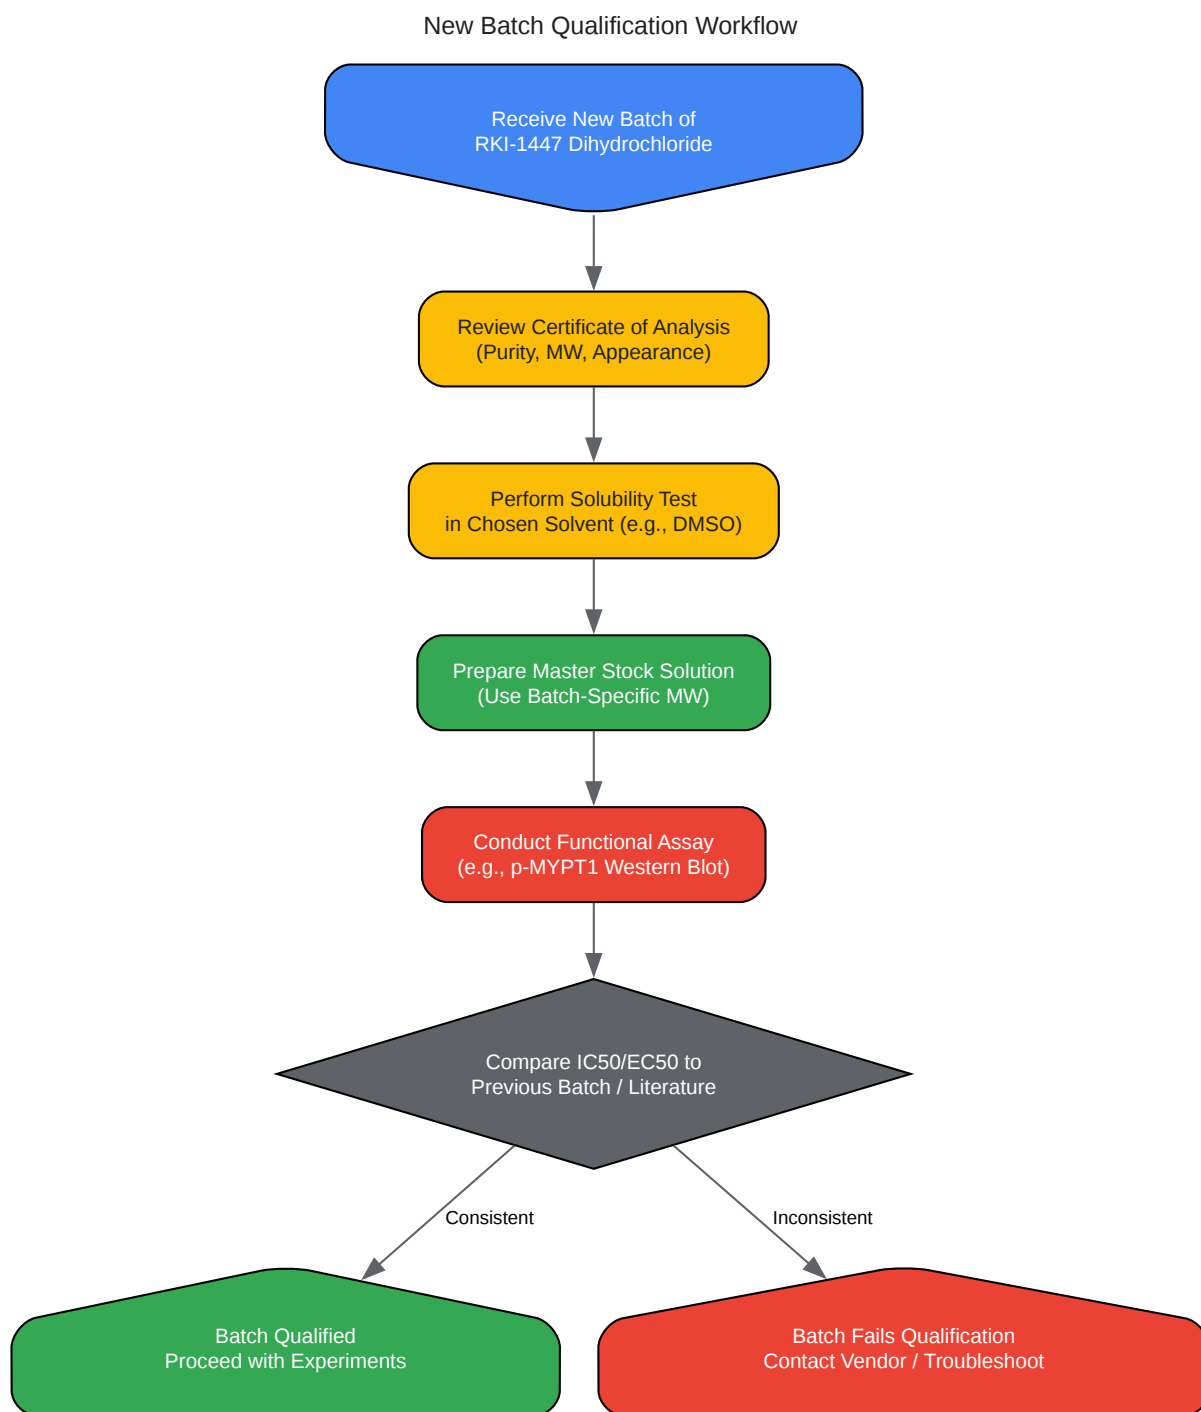 New Batch Qualification Workflow
Receive New Batch of
RKI-1447 Dihydrochloride
Review Certificate of Analysis
(Purity, MW, Appearance)
Perform Solubility Test
in Chosen Solvent (e.g., DMSO)
Prepare Master Stock Solution
(Use Batch-Specific MW)
Conduct Functional Assay
(e.g., p-MYPT1 Western Blot)
Compare IC50/EC50 to
Previous Batch / Literature
Consistent
Inconsistent
Batch Qualified
Proceed with Experiments
Batch Fails Qualification
Contact Vendor / Troubleshoot